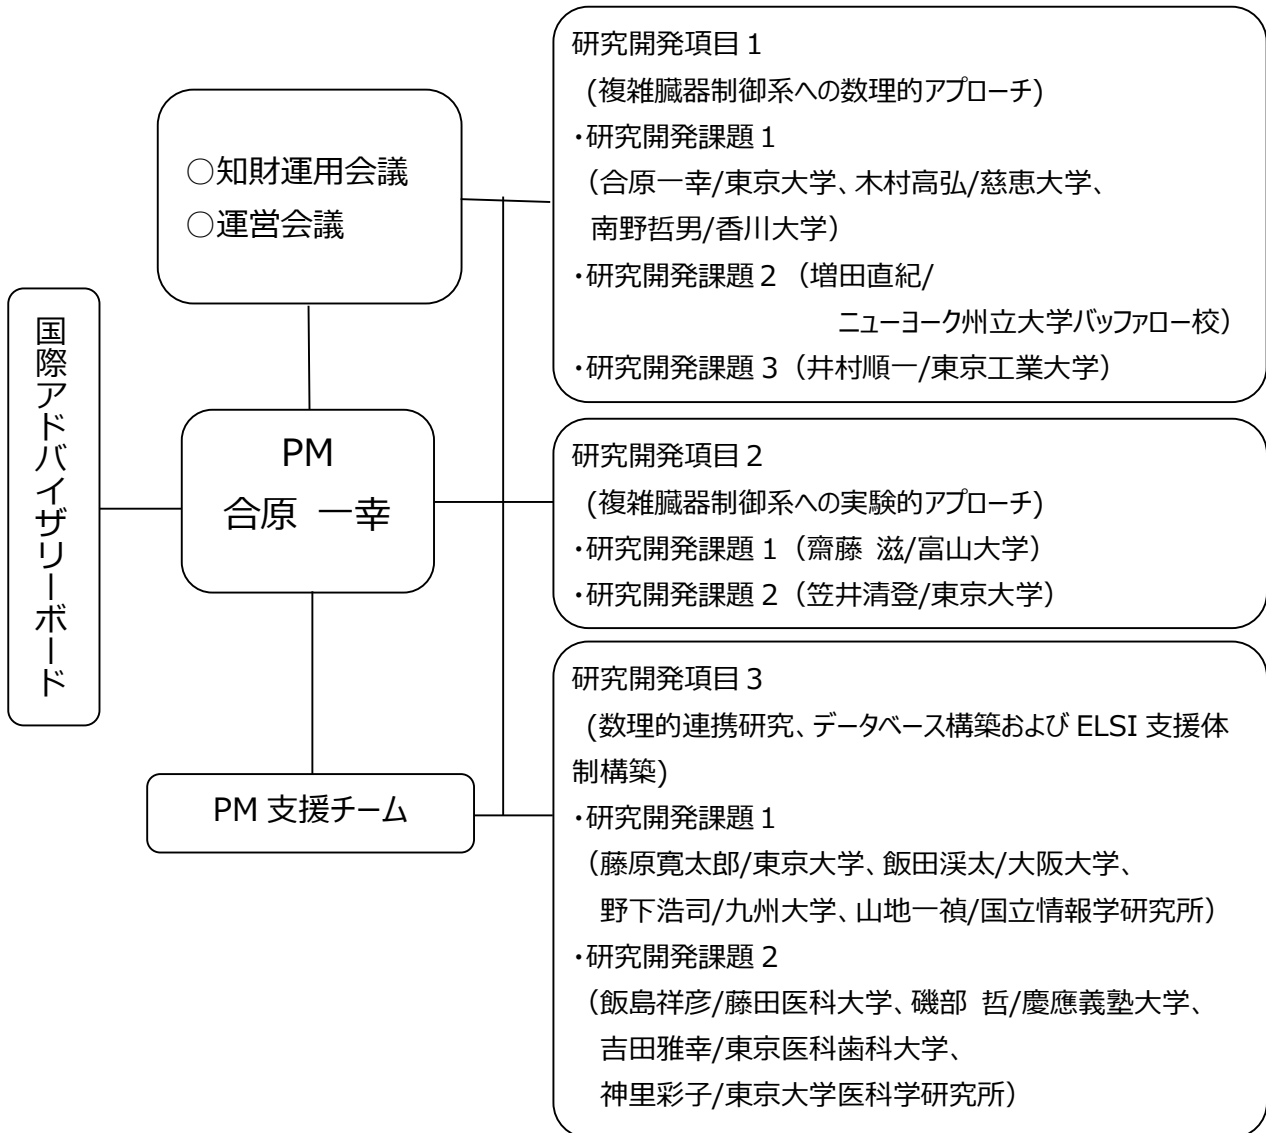 国際アドバイザリーボード
○知財運用会議
○運営会議
PM
合原 一幸
PM 支援チーム
研究開発項目１
(複雑臓器制御系への数理的アプローチ)
・研究開発課題１
（合原一幸/東京大学、木村高弘/慈恵大学、
南野哲男/香川大学）
・研究開発課題２（増田直紀/
ニューヨーク州立大学バッファロー校）
・研究開発課題３（井村順一/東京工業大学）
研究開発項目２
(複雑臓器制御系への実験的アプローチ)
・研究開発課題１（齋藤 滋/富山大学）
・研究開発課題２（笠井清登/東京大学）
研究開発項目３
(数理的連携研究、データベース構築および ELSI 支援体
制構築)
・研究開発課題１
（藤原寛太郎/東京大学、飯田渓太/大阪大学、
野下浩司/九州大学、山地一禎/国立情報学研究所）
・研究開発課題２
（飯島祥彦/藤田医科大学、磯部 哲/慶應義塾大学、
吉田雅幸/東京医科歯科大学、
神里彩子/東京大学医科学研究所）